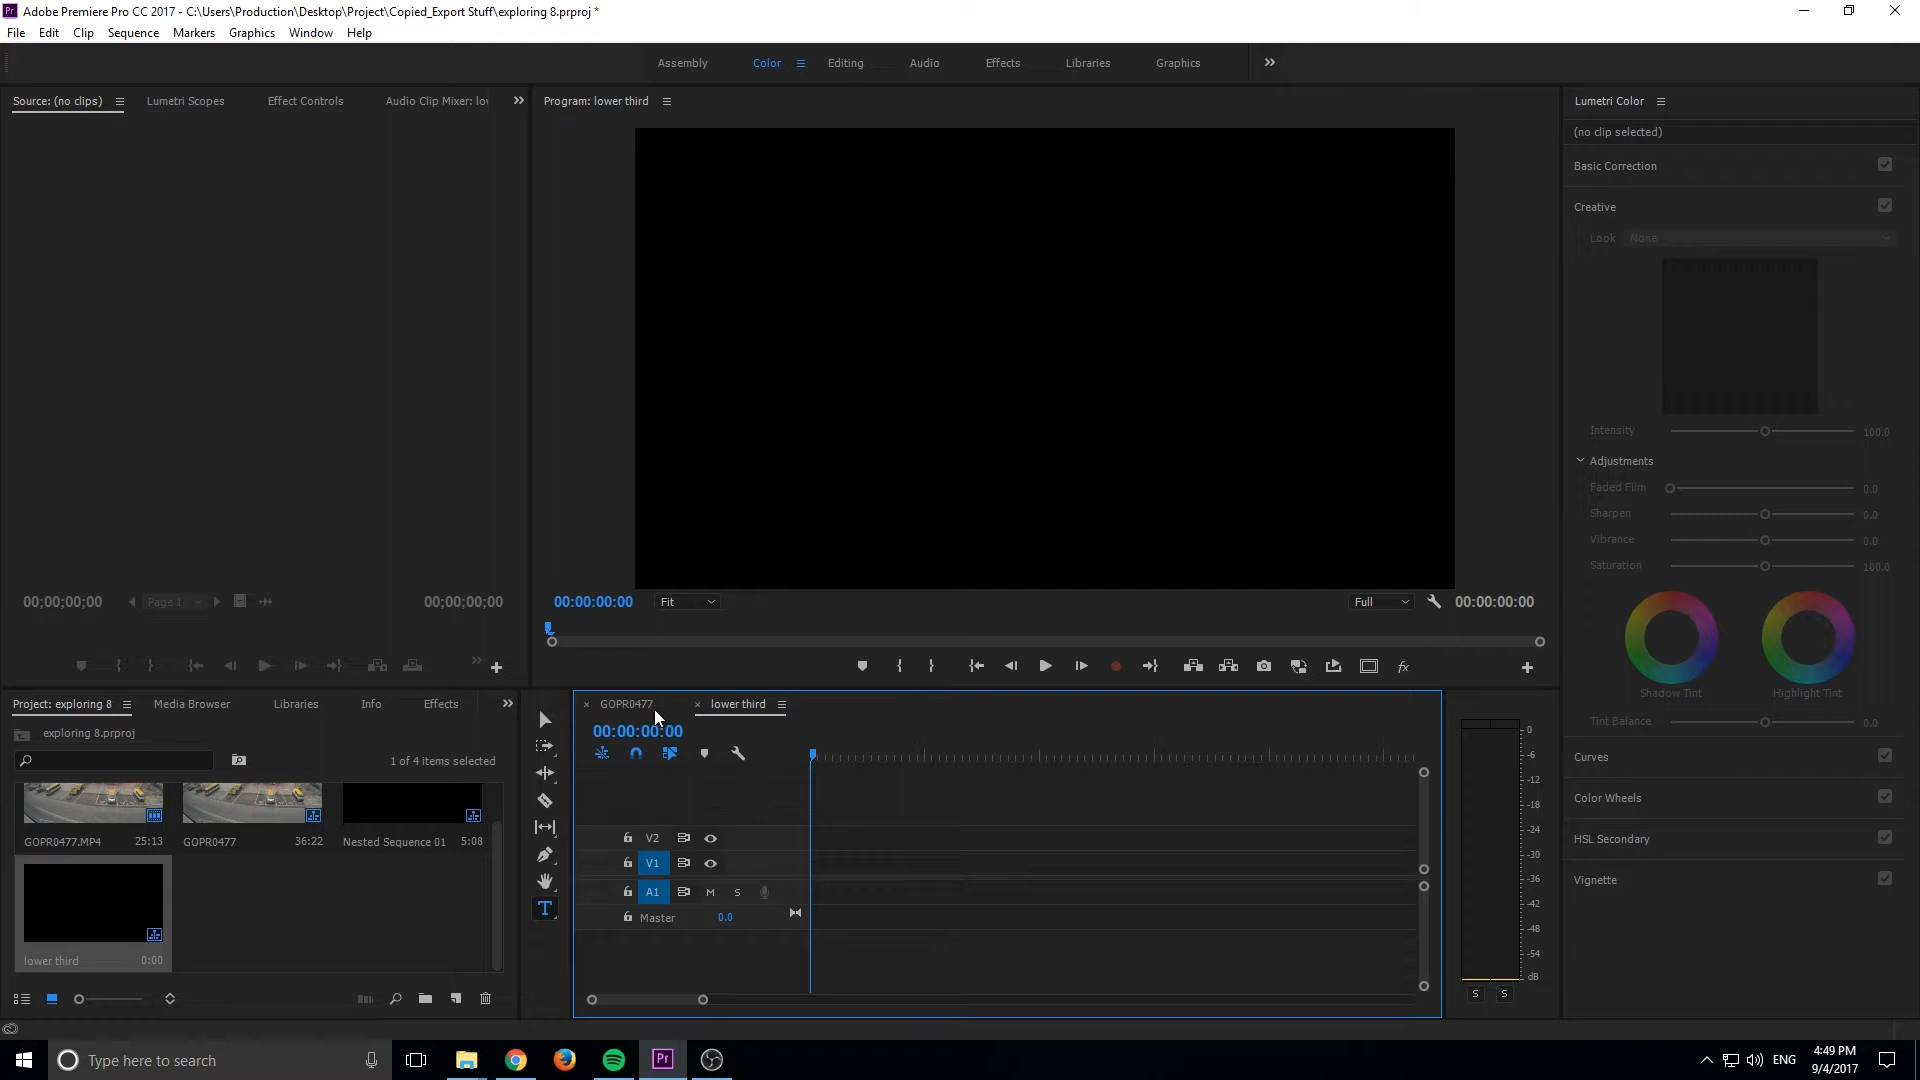 Adobe Premiere Pro CC 2017 - C:\Users\Production\Desktop\Project\Copied_Export Stuff\exploring 8.prproj *
File Edit Clip Sequence Markers Graphics Window Help
Assembly Color Editing Audio Effects Libraries Graphics
Source: (no clips) Lumetri Scopes Effect Controls Audio Clip Mixer: lo
Program: lower third
Lumetri Color
(no clip selected)
Basic Correction
Creative
Look None
Intensity 100.0
Adjustments
Faded Film 0.0
Sharpen 0.0
Vibrance 0.0
Saturation 100.0
Shadow Tint Highlight Tint
Tint Balance 0.0
Curves
Color Wheels
HSL Secondary
Vignette
00;00;00;00 Page 1 00;00;00;00
00:00:00:00 Fit Full 00:00:00:00
fx
Project: exploring 8 Media Browser Libraries Info Effects
exploring 8.prproj
1 of 4 items selected
GOPR0477.MP4 25:13 GOPR0477 36:22 Nested Sequence 01 5:08
lower third 0:00
T
× GOPR0477 × lower third
00:00:00:00
V2
V1
A1 M S
Master 0.0
0
-6
-12
-18
-24
-30
-36
-42
-48
-54
dB
S S
Type here to search
Pr
ENG
4:49 PM
9/4/2017